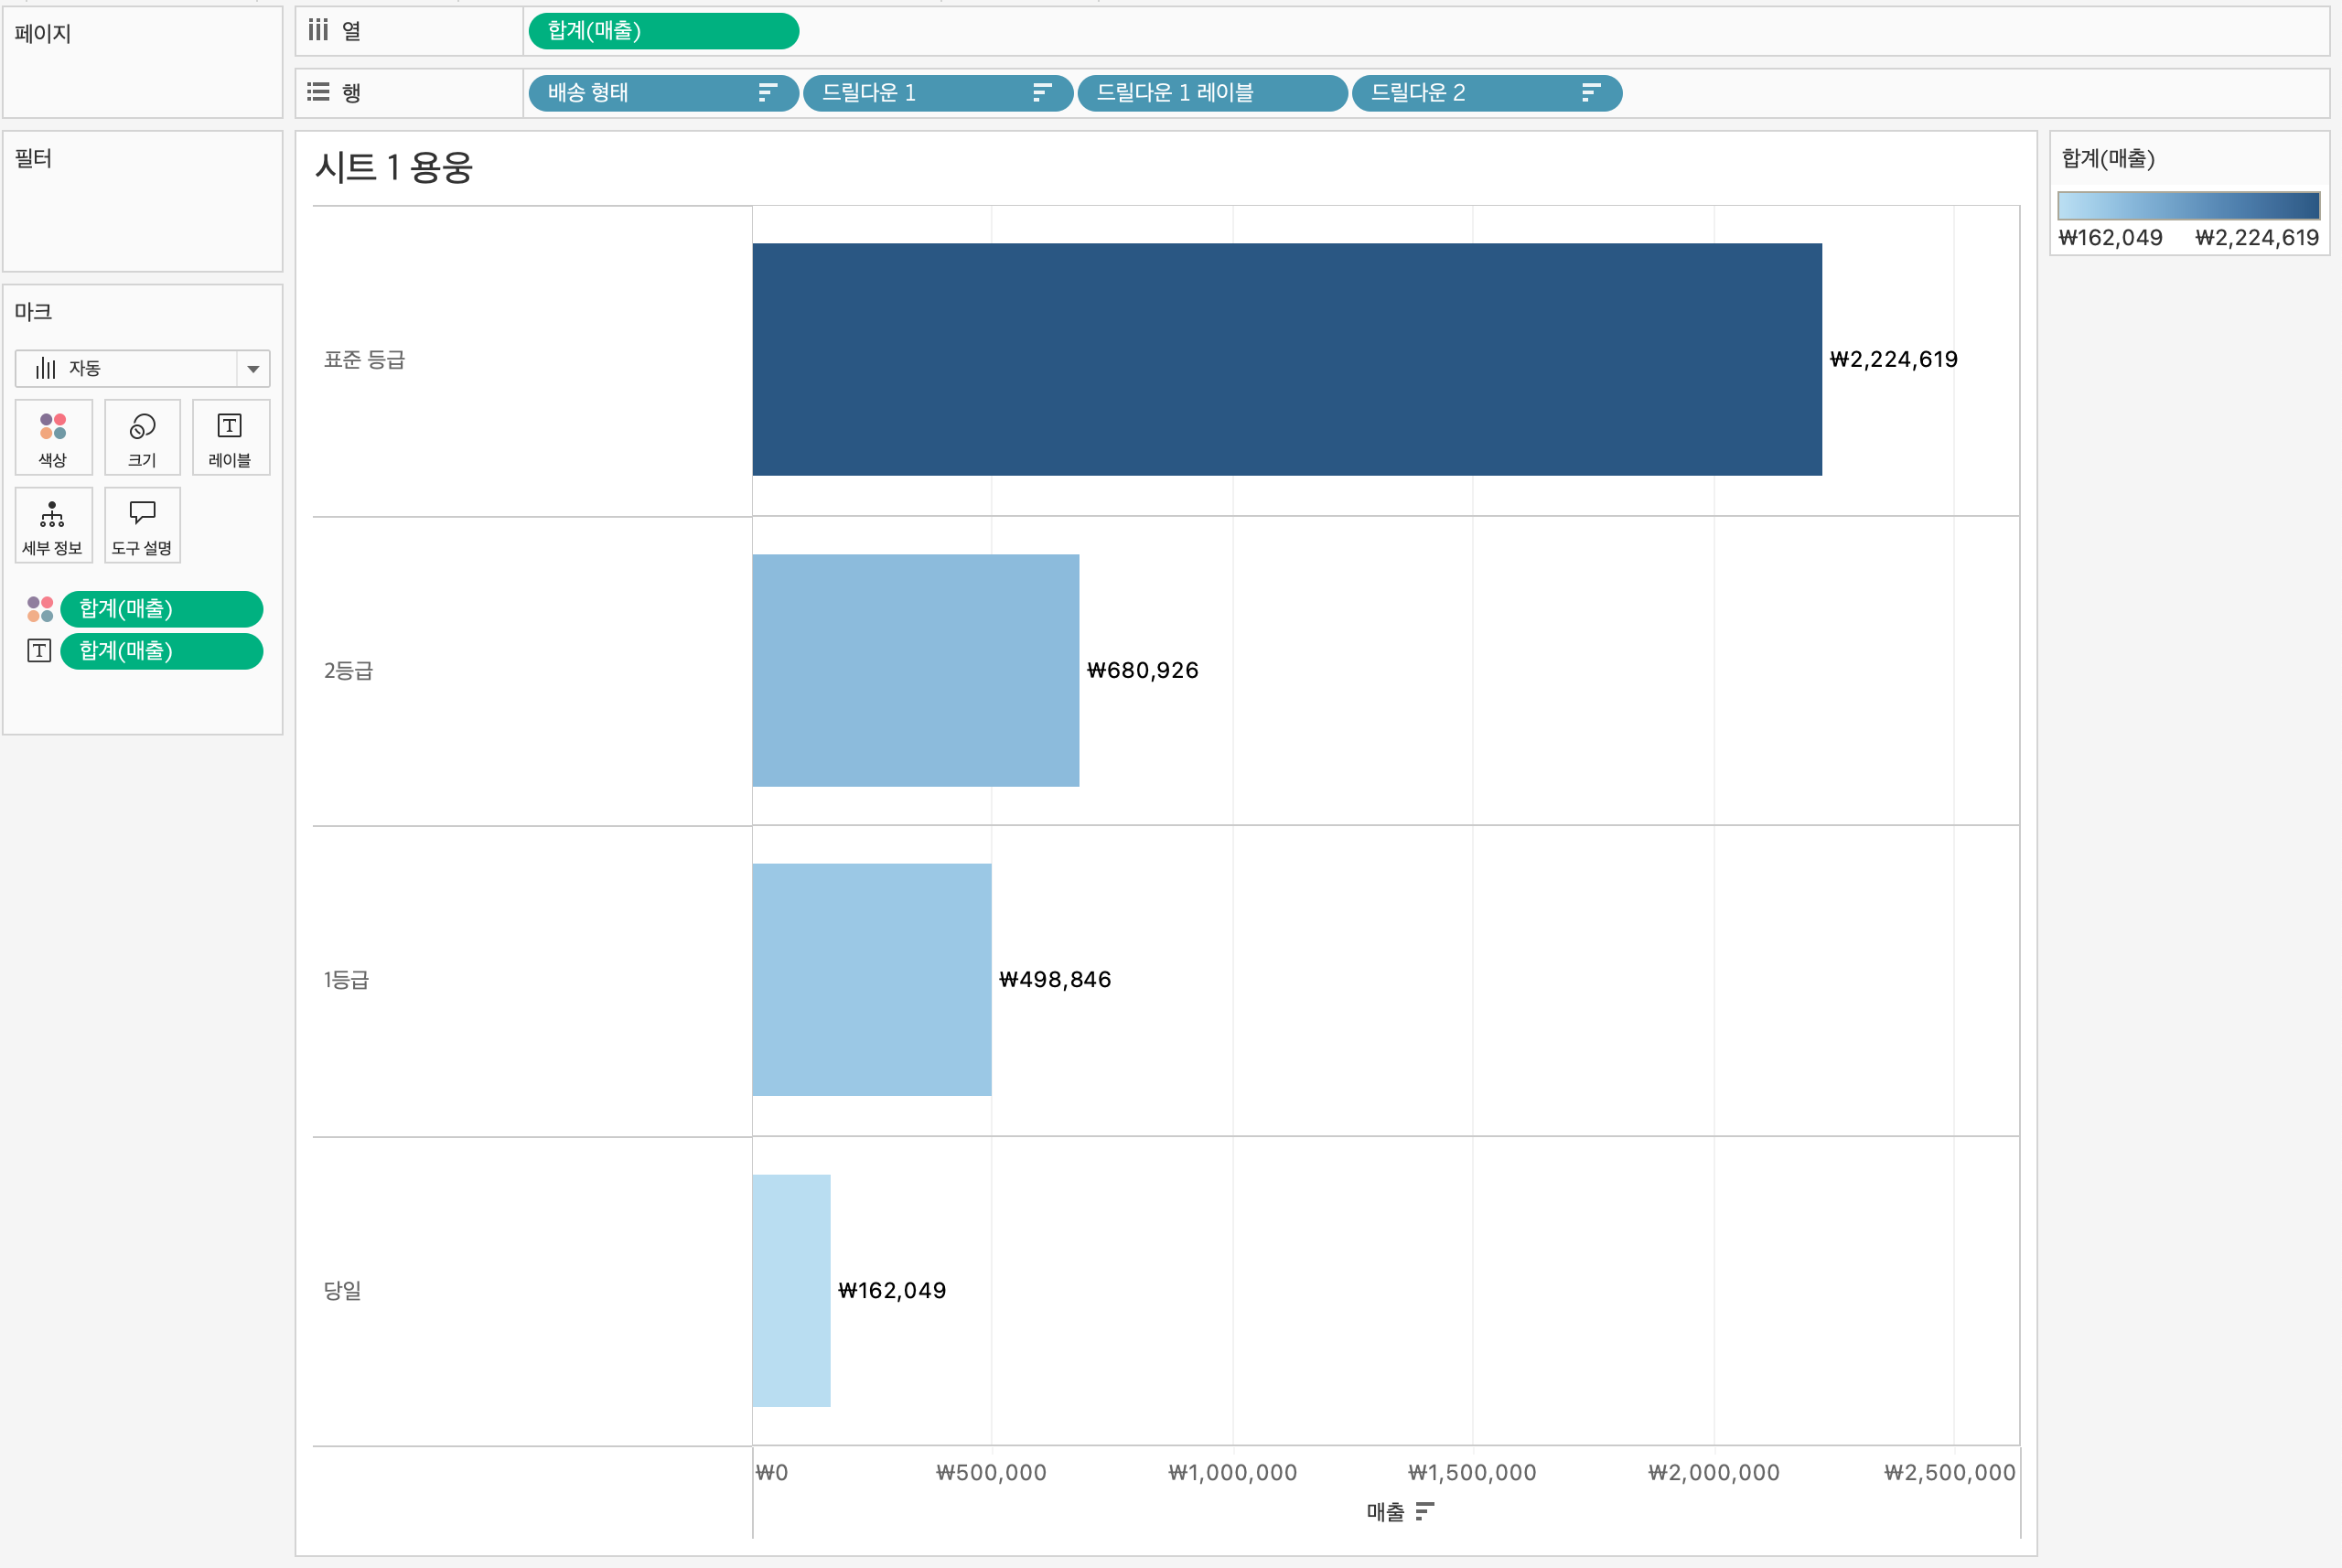 페이지
열
합계(매출)
행
배송 형태
드릴다운 1
드릴다운 1 레이블
드릴다운 2
필터
마크
자동
색상
크기
레이블
세부 정보
도구 설명
합계(매출)
합계(매출)
시트 1 용웅
표준 등급
₩2,224,619
2등급
₩680,926
1등급
₩498,846
당일
₩162,049
₩0
₩500,000
₩1,000,000
₩1,500,000
₩2,000,000
₩2,500,000
매출
합계(매출)
₩162,049
₩2,224,619